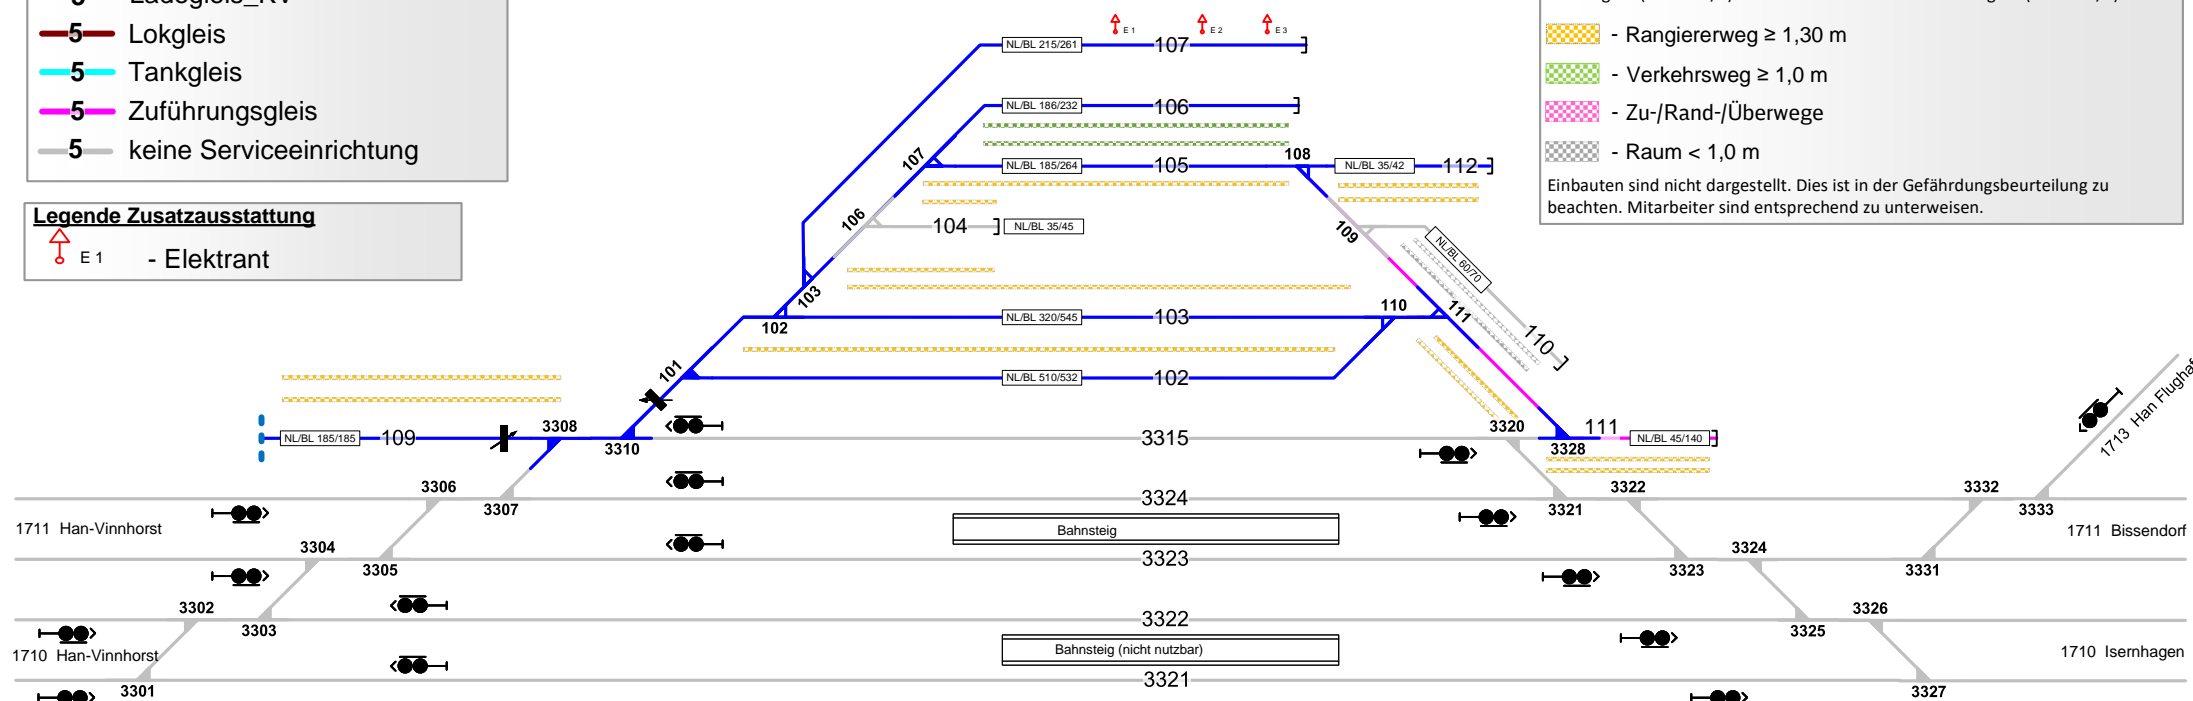 5 Lokgleis
5 Tankgleis
5 Zuführungsgleis
5 keine Serviceeinrichtung
Legende Zusatzausstattung
E 1 - Elektrant
- Rangiererweg ≥ 1,30 m
- Verkehrsweg ≥ 1,0 m
- Zu-/Rand-/Überwege
- Raum < 1,0 m
Einbauten sind nicht dargestellt. Dies ist in der Gefährdungsbeurteilung zu
beachten. Mitarbeiter sind entsprechend zu unterweisen.
E 1 E 2 E 3
NL/BL 215/261 107
NL/BL 186/232 106
107 NL/BL 185/264 105 108 NL/BL 35/42 112
106 104 NL/BL 35/45 109 NL/BL 60/70
103
102 NL/BL 320/545 103 110 111 110
101 NL/BL 510/532 102
NL/BL 185/185 109 3308 3310 3315 3320 3328 111 NL/BL 45/140
1713 Han Flughaf
3306 3307 3324 3321 3322 3332 3333
1711 Han-Vinnhorst Bahnsteig 1711 Bissendorf
3304 3305 3323 3323 3324 3331
3302 3303 3322 3325 3326
1710 Han-Vinnhorst Bahnsteig (nicht nutzbar) 1710 Isernhagen
3301 3321 3327